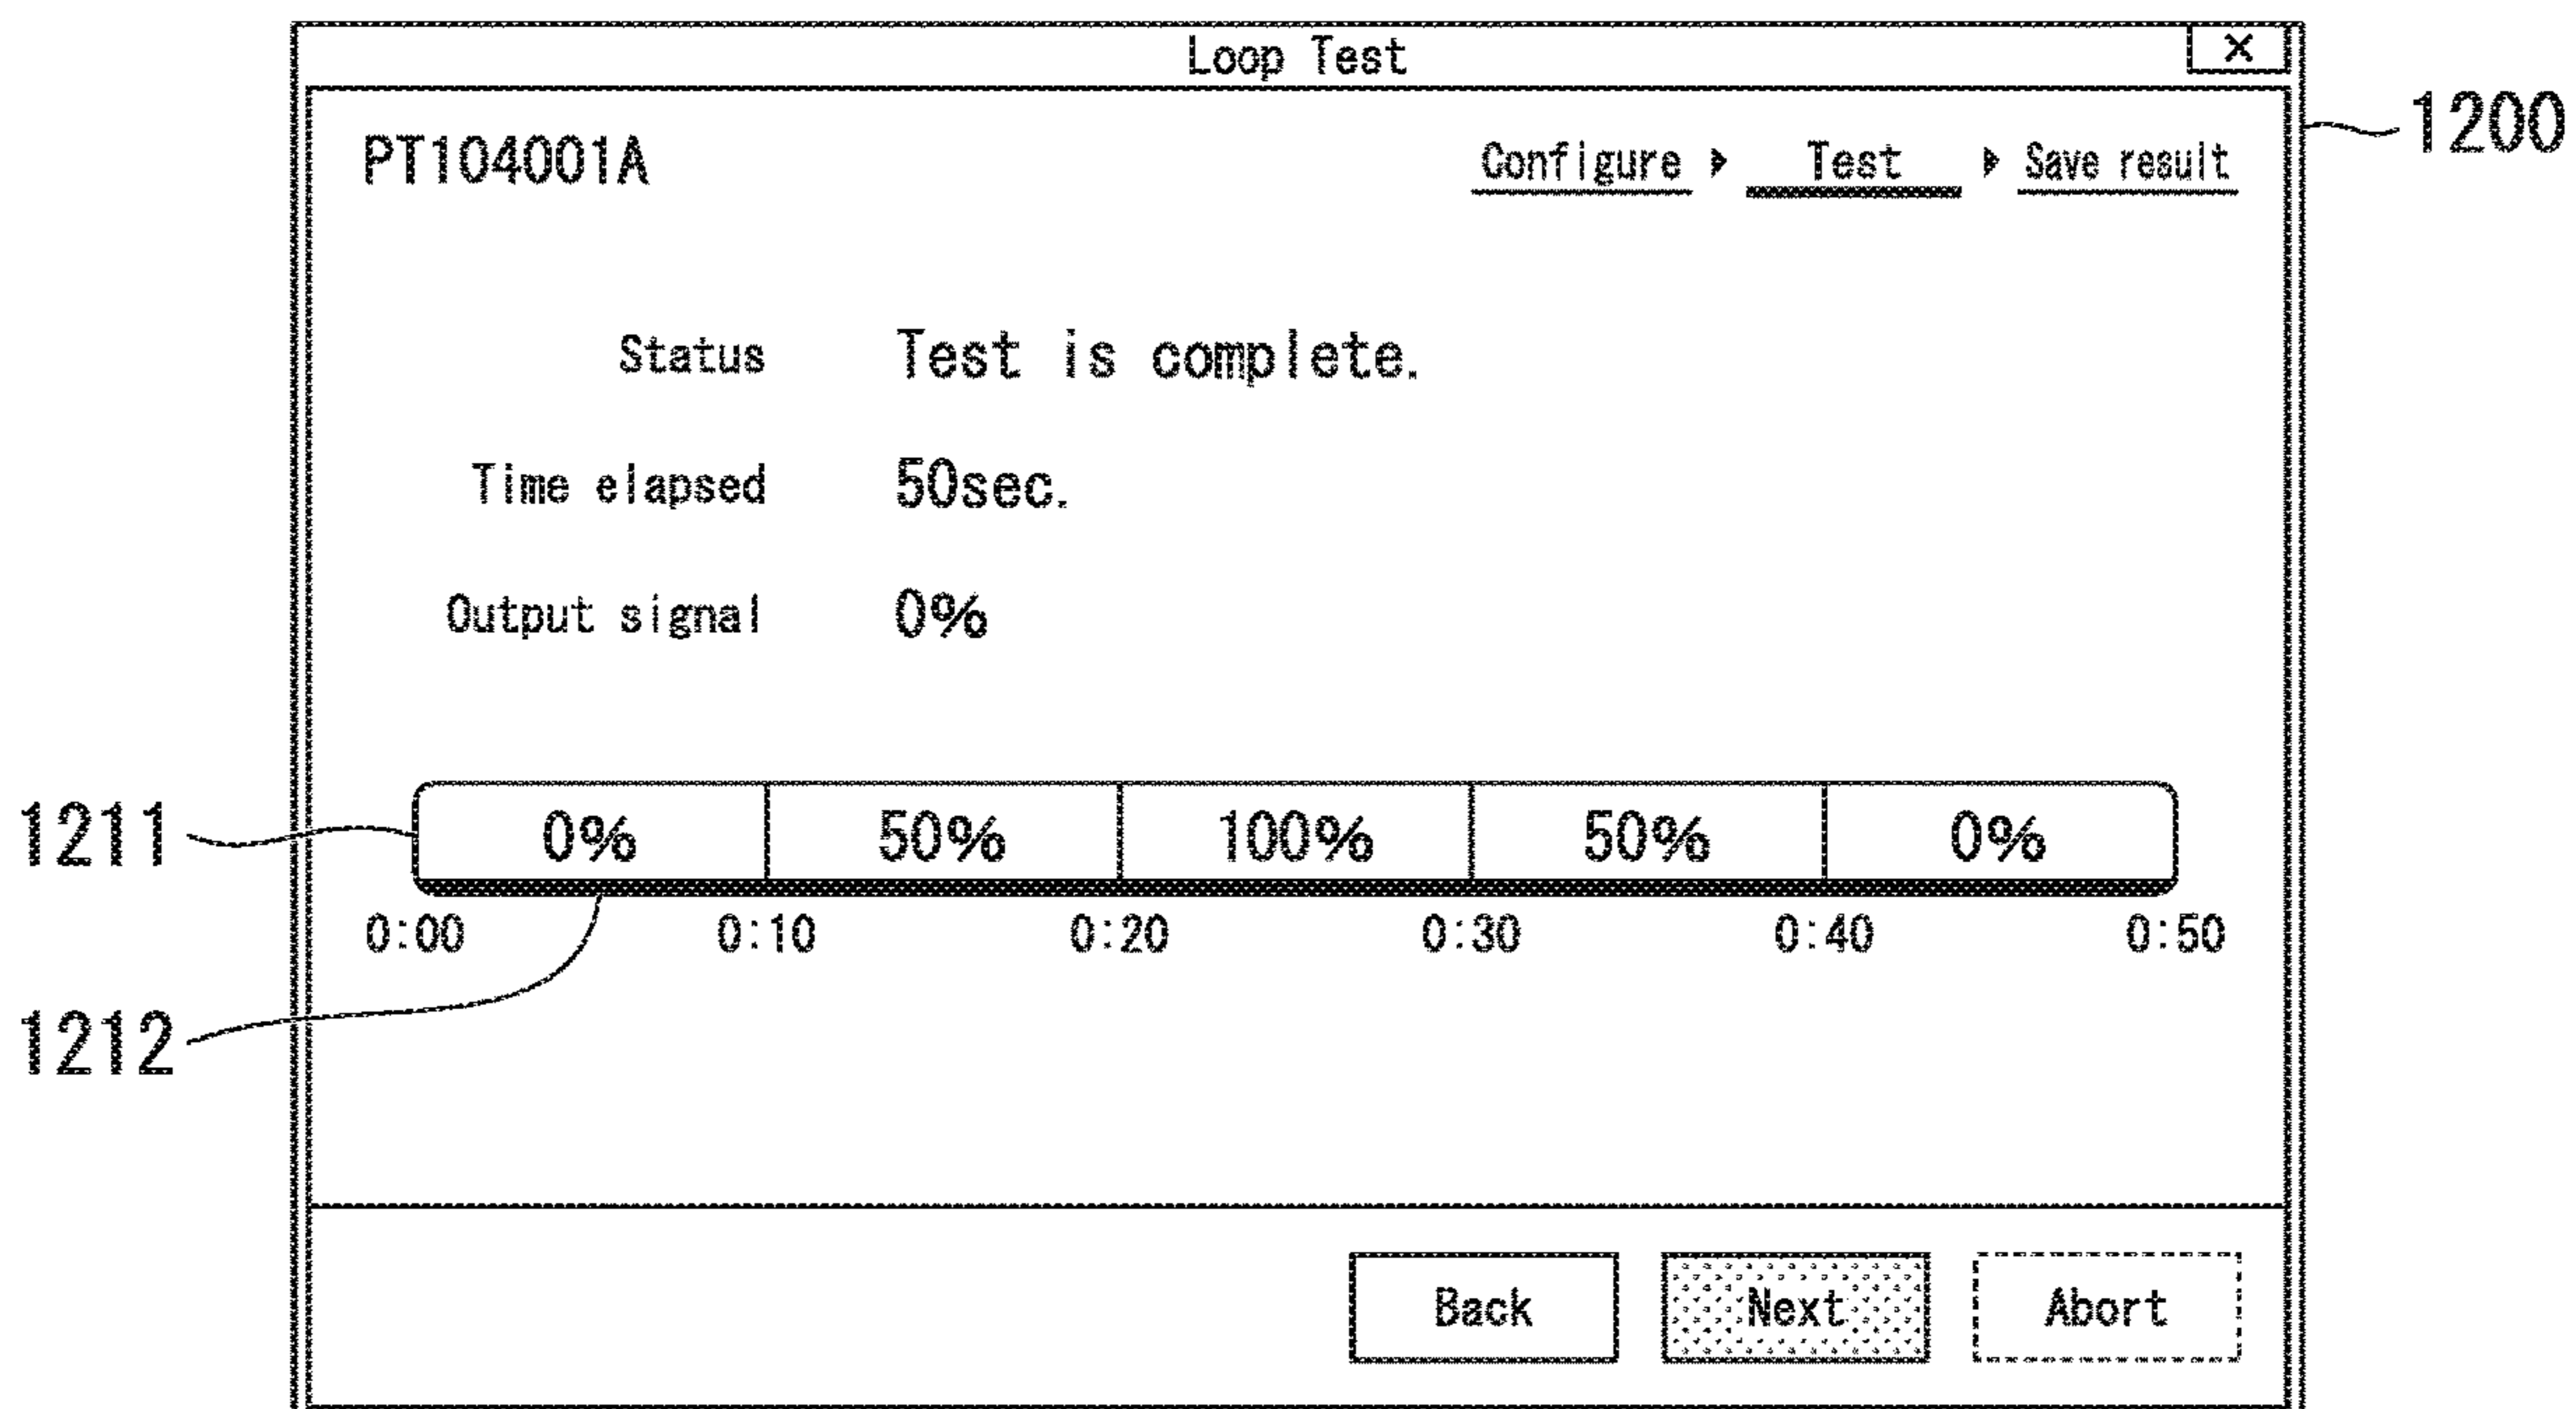 Loop Test ×
1200
PT104001A
Configure ▶ Test ▶ Save result
Status Test is complete.
Time elapsed 50sec.
Output signal 0%
1211
0% 50% 100% 50% 0%
0:00 0:10 0:20 0:30 0:40 0:50
1212
Back Next Abort